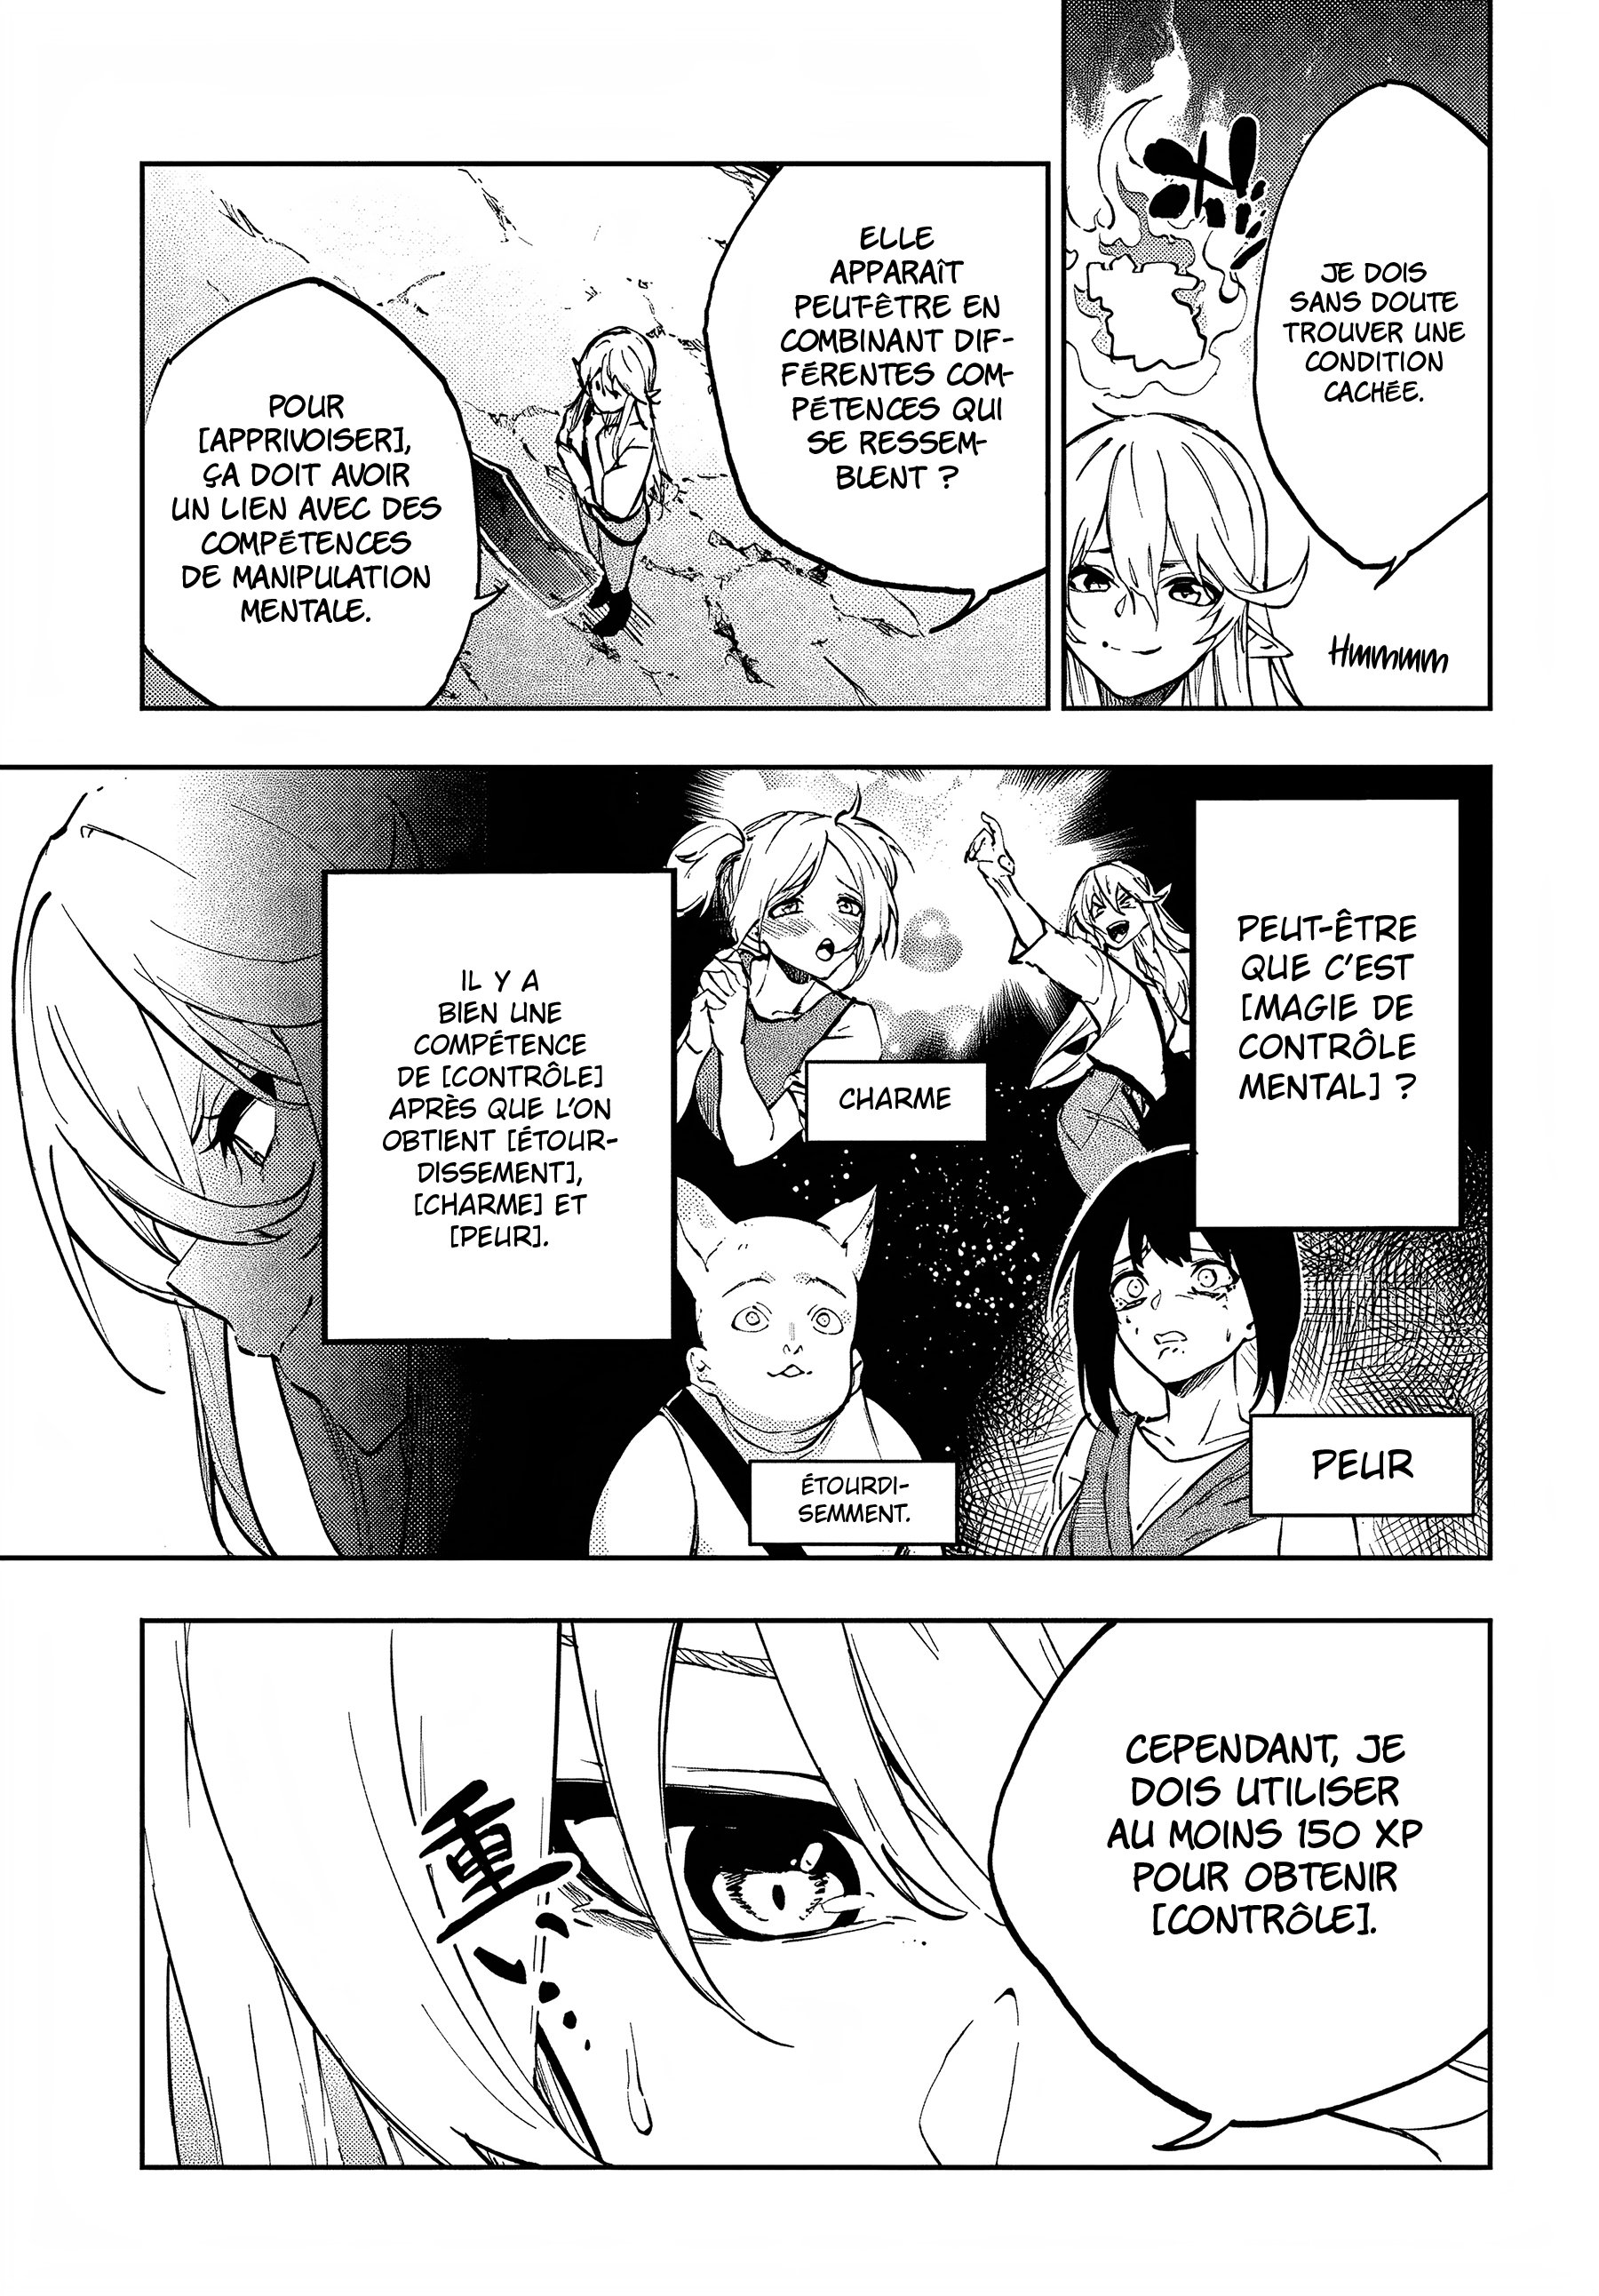 JE DOIS
SANS DOUTE
TROUVER UNE
CONDITION
CACHÉE.
Hmmmmm
ELLE
APPARAÎT
PEUT-ÊTRE EN
COMBINANT DIF-
FÉRENTES COM-
PÉTENCES QUI
SE RESSEM-
BLENT ?
POUR
[APPRIVOISER],
ÇA DOIT AVOIR
UN LIEN AVEC DES
COMPÉTENCES
DE MANIPULATION
MENTALE.
PEUT-ÊTRE
QUE C'EST
[MAGIE DE
CONTRÔLE
MENTAL] ?
CHARME
PEUR
ÉTOURDI-
SEMMENT.
IL Y A
BIEN UNE
COMPÉTENCE
DE [CONTRÔLE]
APRÈS QUE L'ON
OBTIENT [ÉTOUR-
DISSEMENT],
[CHARME] ET
[PEUR].
CEPENDANT, JE
DOIS UTILISER
AU MOINS 150 XP
POUR OBTENIR
[CONTRÔLE].
重い…